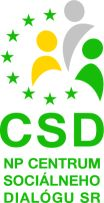 CSD
NP CENTRUM
SOCIÁLNEHO
DIALÓGU SR